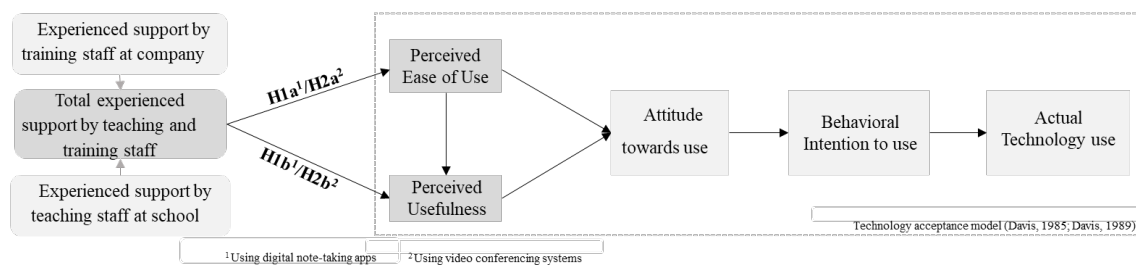 Experienced support by
training staff at company
Total experienced
support by teaching and
training staff
Experienced support by
teaching staff at school
H1a¹/H2a²
H1b¹/H2b²
Perceived
Ease of Use
Perceived
Usefulness
Attitude
towards use
Behavioral
Intention to use
Actual
Technology use
Technology acceptance model (Davis, 1985; Davis, 1989)
¹Using digital note-taking apps
²Using video conferencing systems